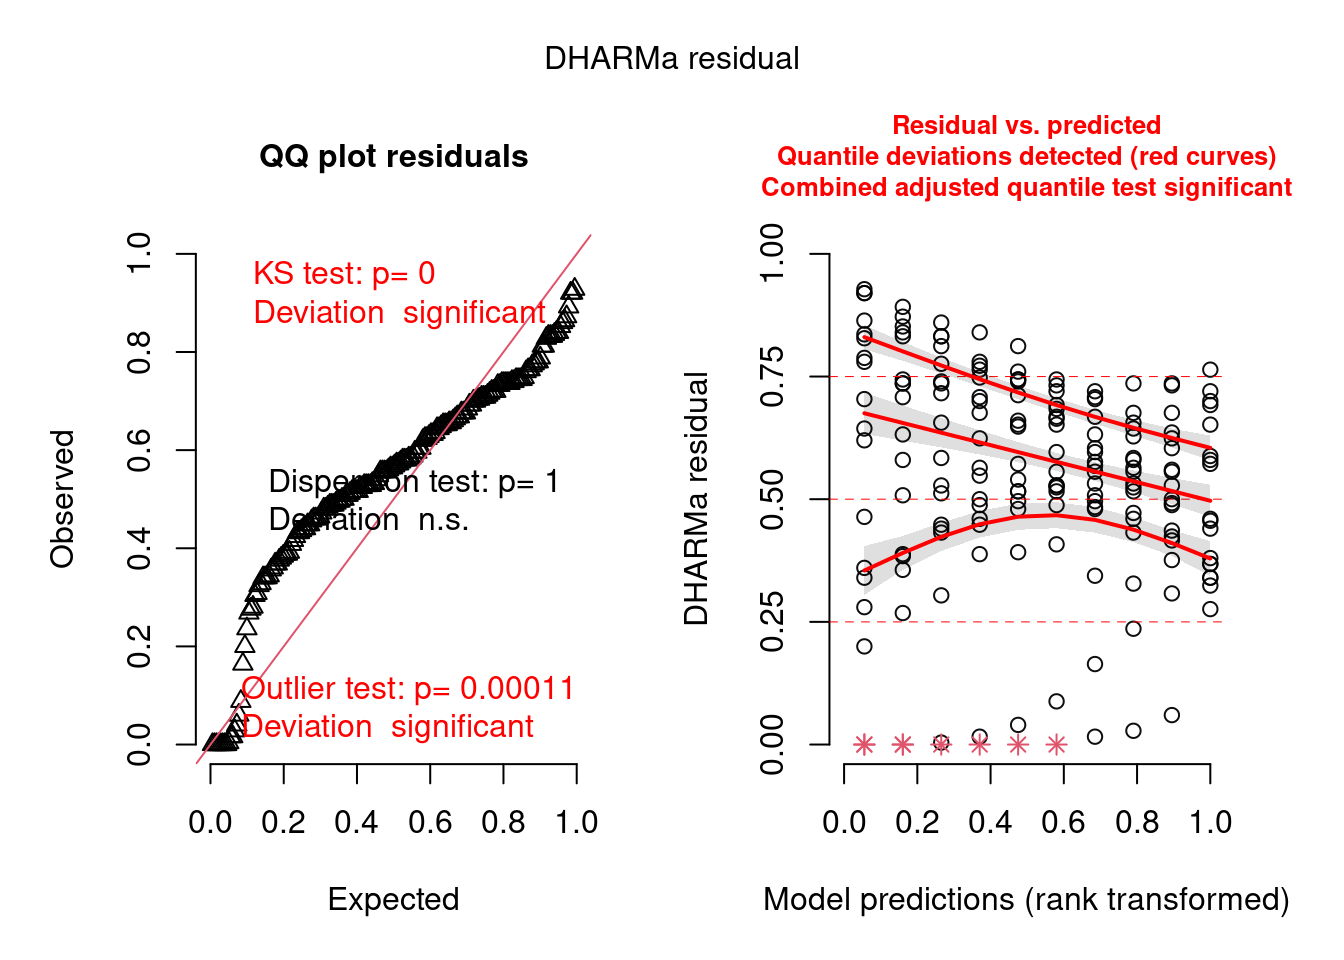 DHARMa residual
QQ plot residuals
KS test: p= 0
Deviation  significant
Dispersion test: p= 1
Deviation  n.s.
Outlier test: p= 0.00011
Deviation  significant
Observed
0.0
0.2
0.4
0.6
0.8
1.0
0.0 0.2 0.4 0.6 0.8 1.0
Expected
Residual vs. predicted
Quantile deviations detected (red curves)
Combined adjusted quantile test significant
DHARMa residual
0.00
0.25
0.50
0.75
1.00
0.0 0.2 0.4 0.6 0.8 1.0
Model predictions (rank transformed)